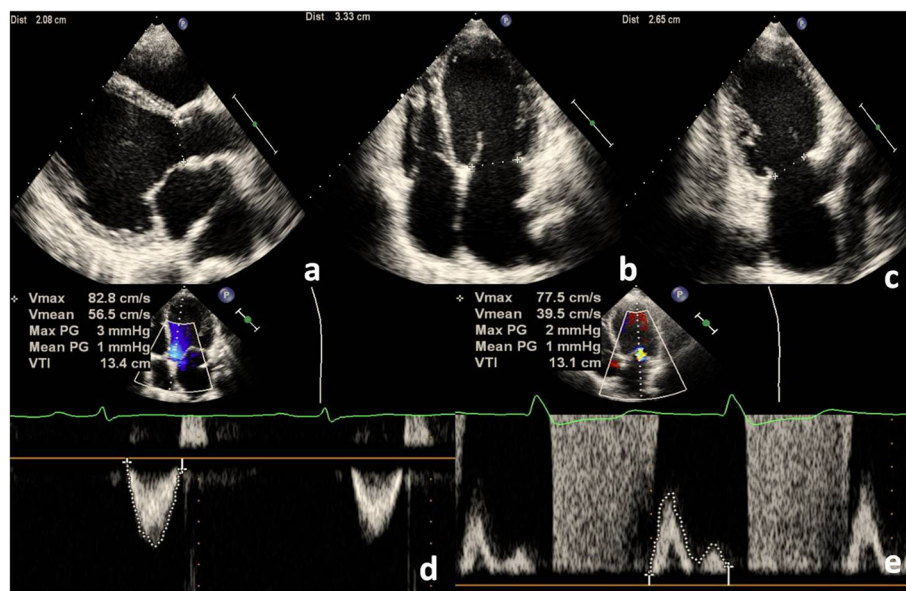 Dist 2.08 cm
Dist 3.33 cm
Dist 2.65 cm
P
P
P
a
b
c
Vmax 82.8 cm/s
Vmean 56.5 cm/s
Max PG 3 mmHg
Mean PG 1 mmHg
VTI 13.4 cm
P
Vmax 77.5 cm/s
Vmean 39.5 cm/s
Max PG 2 mmHg
Mean PG 1 mmHg
VTI 13.1 cm
P
d
e